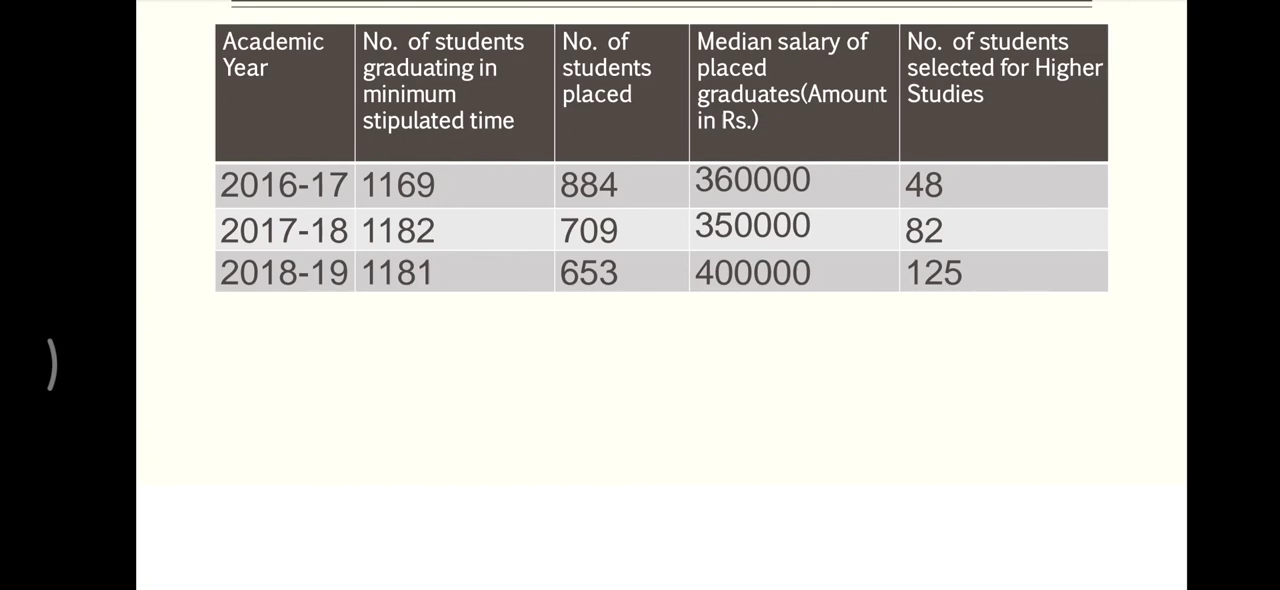 Academic Year No. of students graduating in minimum stipulated time No. of students placed Median salary of placed graduates(Amount in Rs.) No. of students selected for Higher Studies
2016-17 1169 884 360000 48
2017-18 1182 709 350000 82
2018-19 1181 653 400000 125